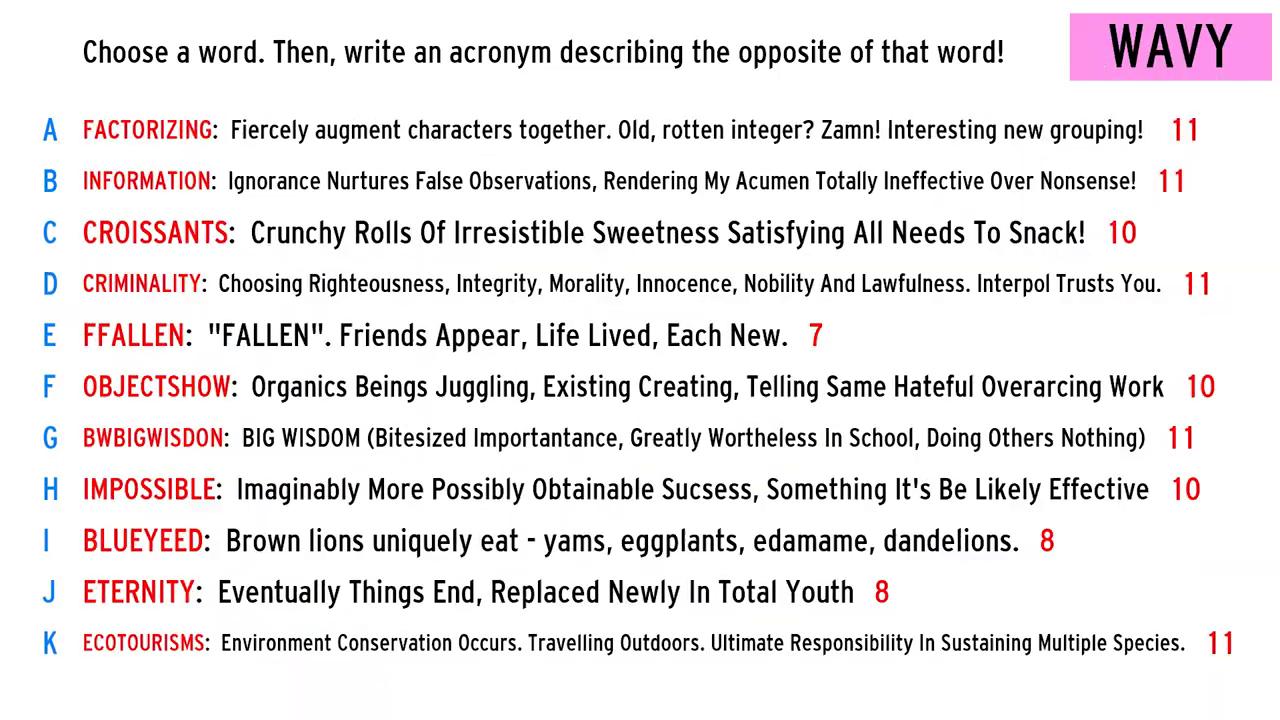 Choose a word. Then, write an acronym describing the opposite of that word!
WAVY
A FACTORIZING: Fiercely augment characters together. Old, rotten integer? Zamn! Interesting new grouping! 11
B INFORMATION: Ignorance Nurtures False Observations, Rendering My Acumen Totally Ineffective Over Nonsense! 11
C CROISSANTS: Crunchy Rolls Of Irresistible Sweetness Satisfying All Needs To Snack! 10
D CRIMINALITY: Choosing Righteousness, Integrity, Morality, Innocence, Nobility And Lawfulness. Interpol Trusts You. 11
E FFALLEN: "FALLEN". Friends Appear, Life Lived, Each New. 7
F OBJECTSHOW: Organics Beings Juggling, Existing Creating, Telling Same Hateful Overarcing Work 10
G BWBIGWISDON: BIG WISDOM (Bitesized Importantance, Greatly Wortheless In School, Doing Others Nothing) 11
H IMPOSSIBLE: Imaginably More Possibly Obtainable Sucsess, Something It's Be Likely Effective 10
I BLUEYEED: Brown lions uniquely eat - yams, eggplants, edamame, dandelions. 8
J ETERNITY: Eventually Things End, Replaced Newly In Total Youth 8
K ECOTOURISMS: Environment Conservation Occurs. Travelling Outdoors. Ultimate Responsibility In Sustaining Multiple Species. 11